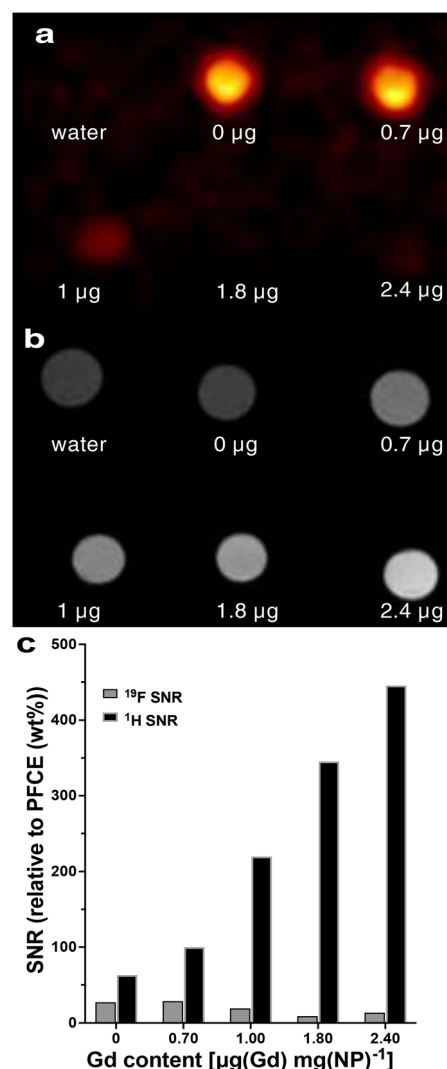 a
water 0 µg 0.7 µg
1 µg 1.8 µg 2.4 µg
b
water 0 µg 0.7 µg
1 µg 1.8 µg 2.4 µg
c
500
400
300
200
100
0
SNR (relative to PFCE (wt%))
¹⁹F SNR
¹H SNR
0 0.70 1.00 1.80 2.40
Gd content [µg(Gd) mg(NP)⁻¹]